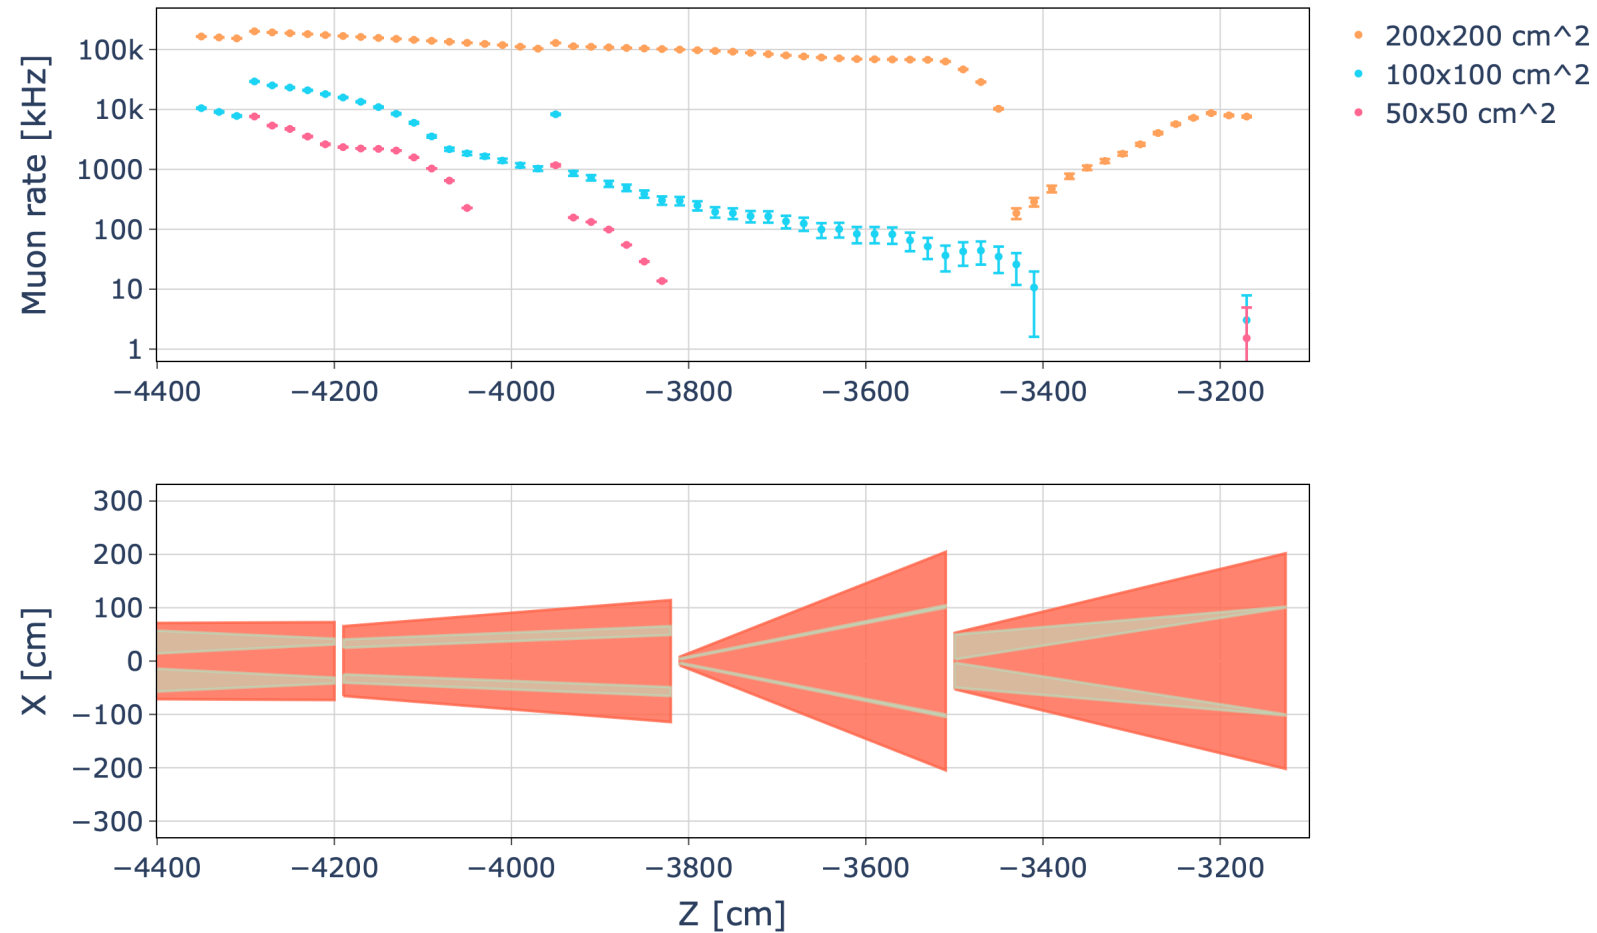 Muon rate [kHz]
100k
10k
1000
100
10
1
−4400 −4200 −4000 −3800 −3600 −3400 −3200
200x200 cm^2
100x100 cm^2
50x50 cm^2
X [cm]
300
200
100
0
−100
−200
−300
−4400 −4200 −4000 −3800 −3600 −3400 −3200
Z [cm]